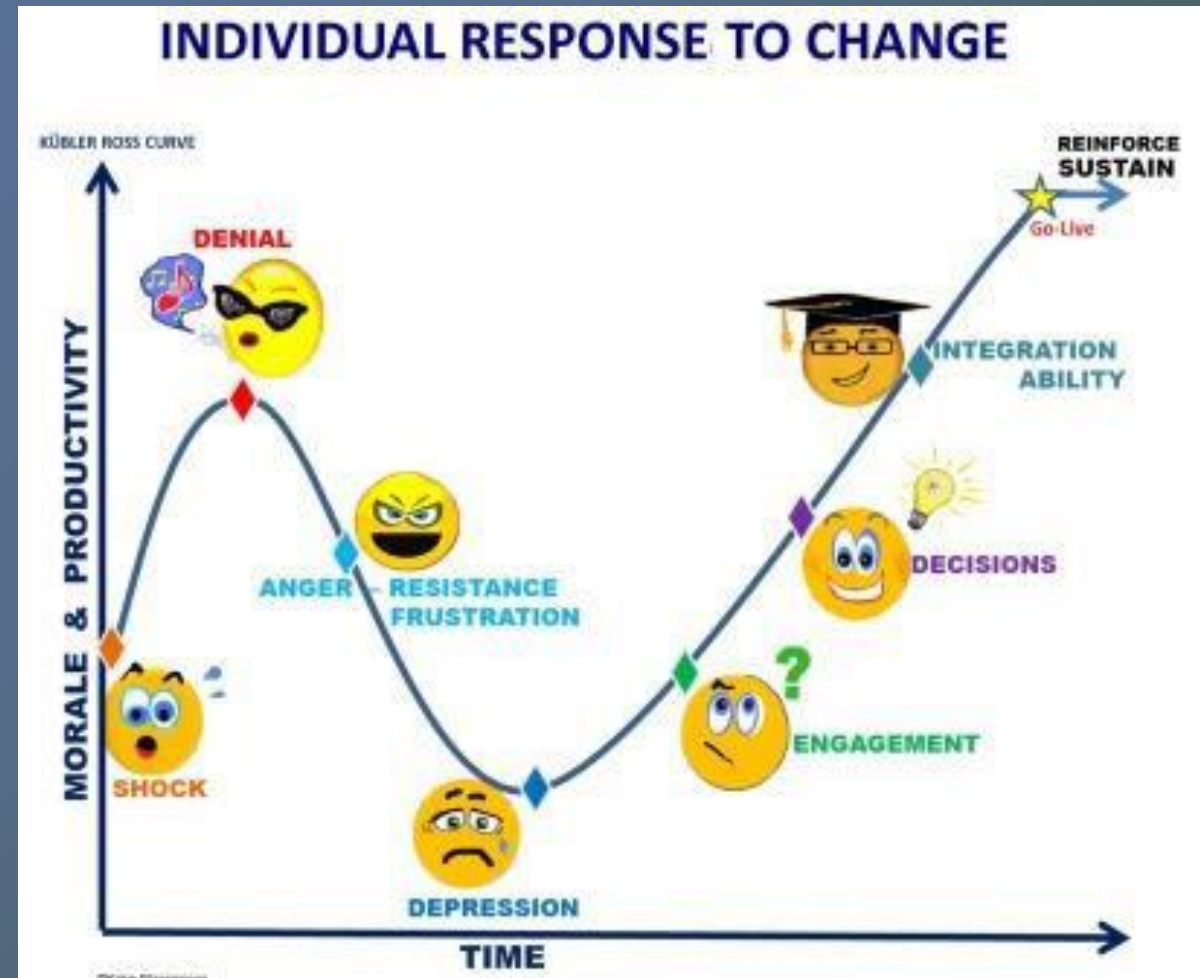 INDIVIDUAL RESPONSE TO CHANGE
KÜBLER ROSS CURVE
REINFORCE
SUSTAIN
Go-Live
DENIAL
INTEGRATION
ABILITY
MORALE & PRODUCTIVITY
ANGER - RESISTANCE
FRUSTRATION
DECISIONS
?
ENGAGEMENT
SHOCK
DEPRESSION
TIME